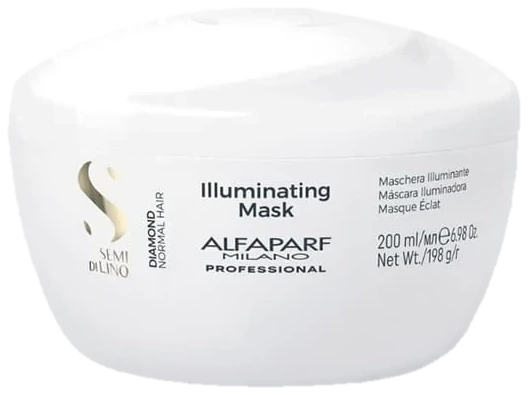 S
SEMI
DI LINO
DIAMOND
NORMAL HAIR
Illuminating
Mask
ALFAPARF
MILANO
PROFESSIONAL
Maschera Illuminante
Máscara Iluminadora
Masque Éclat
200 ml/мл℮6.98 Oz.
Net Wt./198 g/г